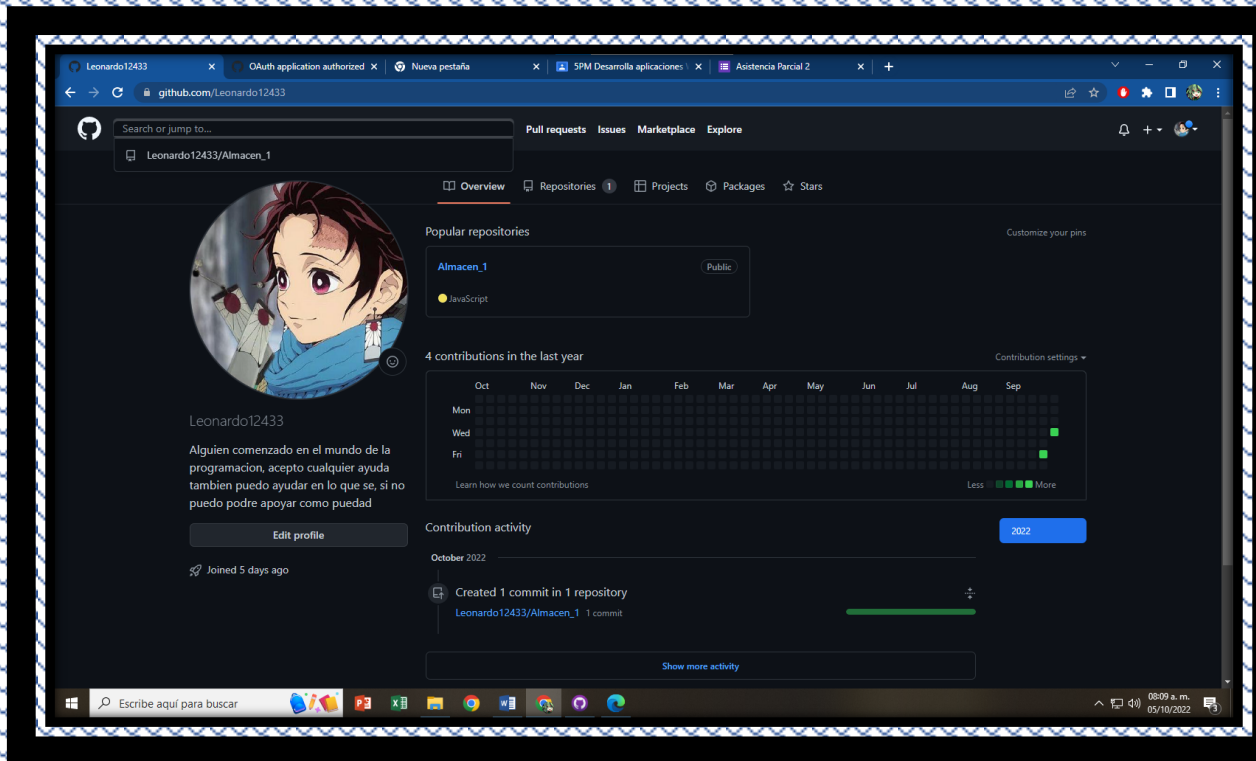 Leonardo12433
OAuth application authorized
Nueva pestaña
5PM Desarrolla aplicaciones
Asistencia Parcial 2
github.com/Leonardo12433
Search or jump to...
Pull requests Issues Marketplace Explore
Leonardo12433/Almacen_1
Overview Repositories 1 Projects Packages Stars
Popular repositories
Customize your pins
Almacen_1
Public
JavaScript
4 contributions in the last year
Contribution settings
Oct Nov Dec Jan Feb Mar Apr May Jun Jul Aug Sep
Mon
Wed
Fri
Learn how we count contributions
Less More
Leonardo12433
Alguien comenzado en el mundo de la
programacion, acepto cualquier ayuda
tambien puedo ayudar en lo que se, si no
puedo podre apoyar como puedad
Edit profile
Joined 5 days ago
Contribution activity
2022
October 2022
Created 1 commit in 1 repository
Leonardo12433/Almacen_1 1 commit
Show more activity
Escribe aquí para buscar
08:09 a. m.
05/10/2022
3